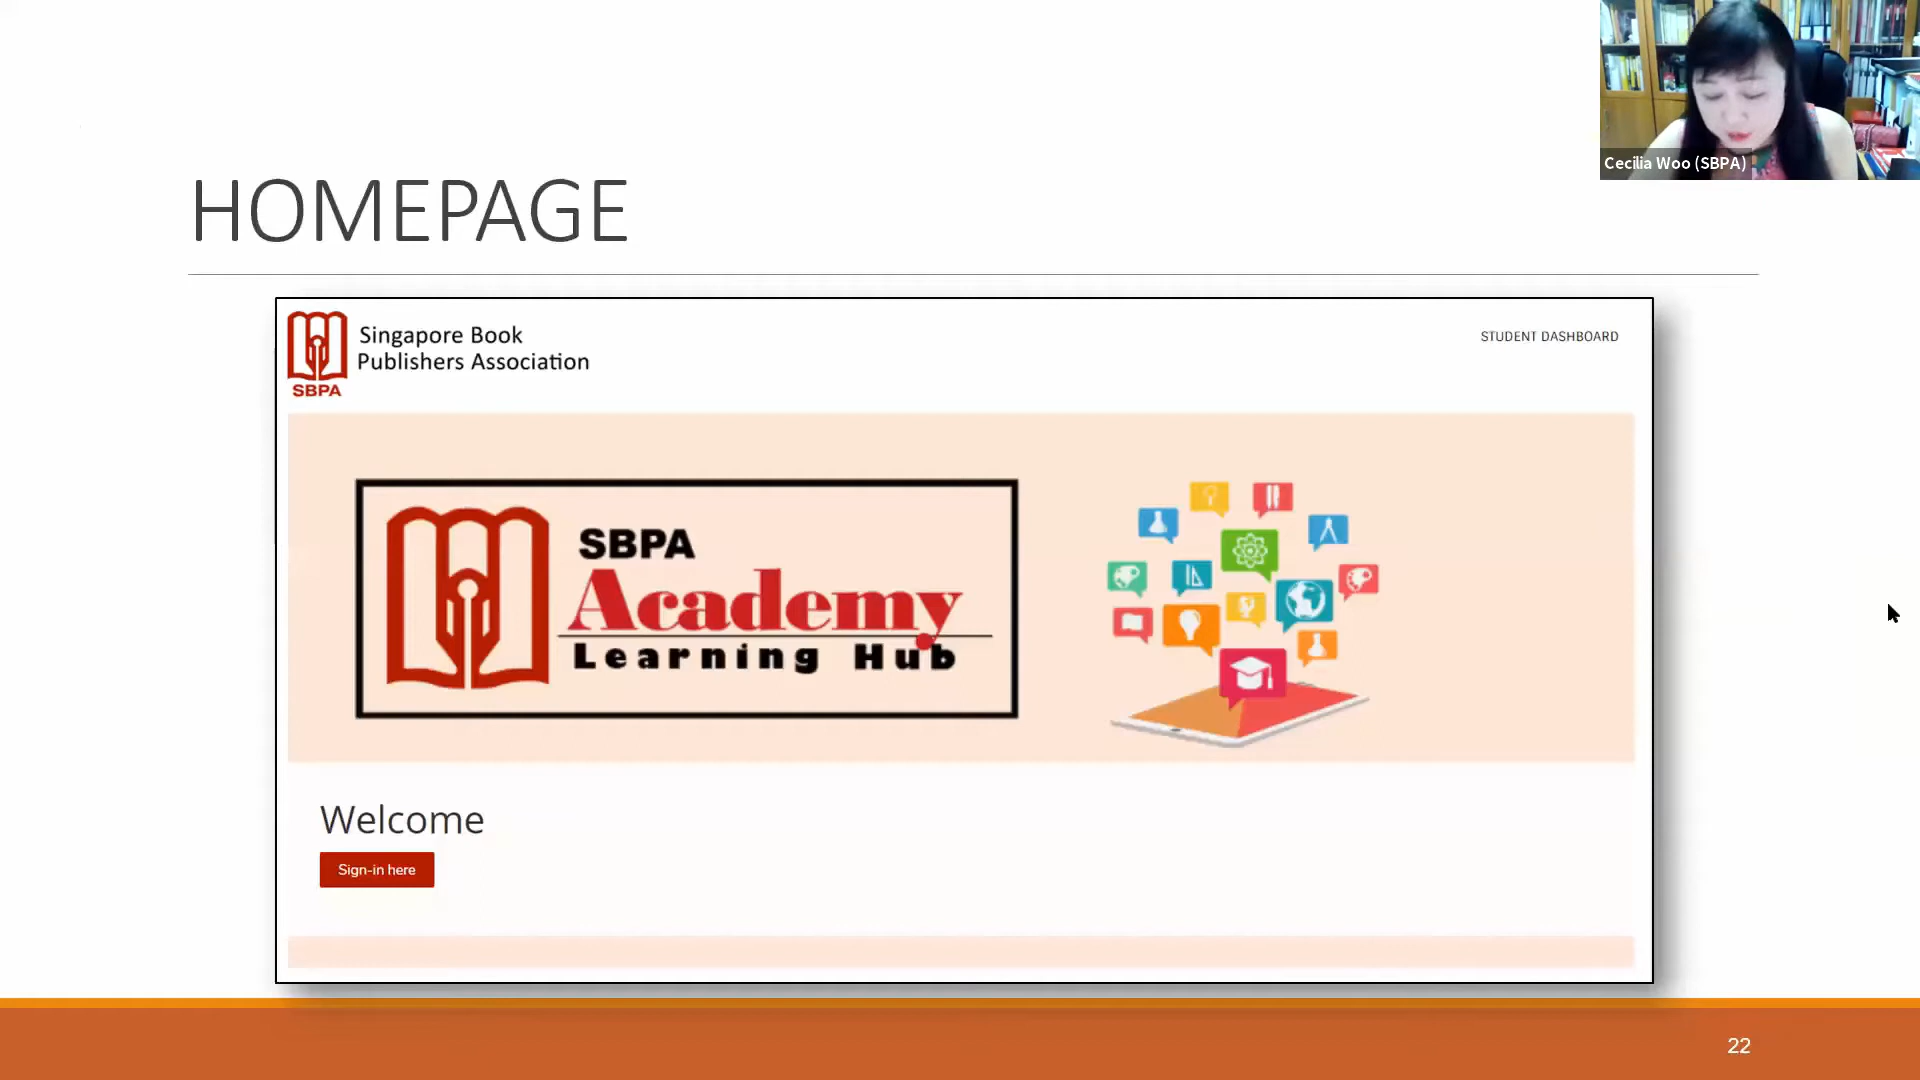 Cecilia Woo (SBPA)
HOMEPAGE
Singapore Book
Publishers Association
SBPA
STUDENT DASHBOARD
SBPA
Academy
Learning Hub
Welcome
Sign-in here
22